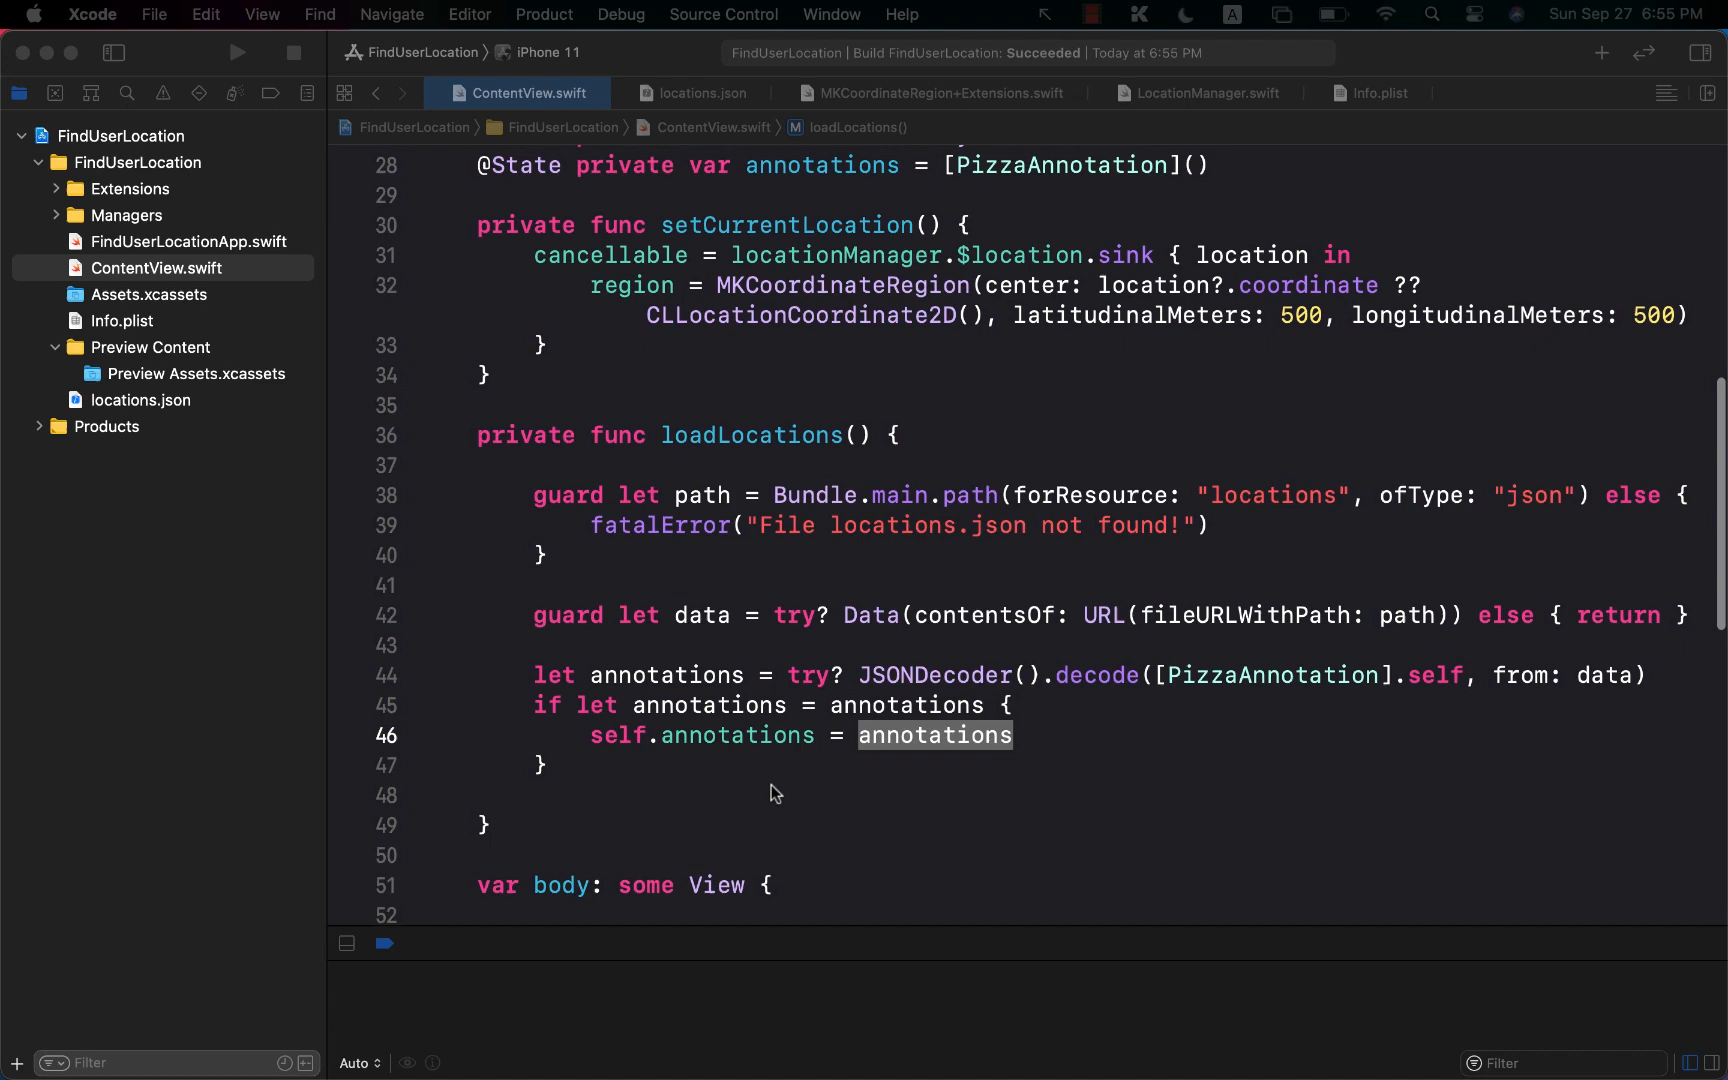 Xcode File Edit View Find Navigate Editor Product Debug Source Control Window Help A Sun Sep 27 6:55 PM
FindUserLocation iPhone 11 FindUserLocation | Build FindUserLocation: Succeeded | Today at 6:55 PM
ContentView.swift locations.json MKCoordinateRegion+Extensions.swift LocationManager.swift Info.plist
FindUserLocation FindUserLocation ContentView.swift M loadLocations()
FindUserLocation
FindUserLocation
Extensions
Managers
FindUserLocationApp.swift
ContentView.swift
Assets.xcassets
Info.plist
Preview Content
Preview Assets.xcassets
locations.json
Products
28 @State private var annotations = [PizzaAnnotation]()
29
30 private func setCurrentLocation() {
31 cancellable = locationManager.$location.sink { location in
32 region = MKCoordinateRegion(center: location?.coordinate ??
CLLocationCoordinate2D(), latitudinalMeters: 500, longitudinalMeters: 500)
33 }
34 }
35
36 private func loadLocations() {
37
38 guard let path = Bundle.main.path(forResource: "locations", ofType: "json") else {
39 fatalError("File locations.json not found!")
40 }
41
42 guard let data = try? Data(contentsOf: URL(fileURLWithPath: path)) else { return }
43
44 let annotations = try? JSONDecoder().decode([PizzaAnnotation].self, from: data)
45 if let annotations = annotations {
46 self.annotations = annotations
47 }
48
49 }
50
51 var body: some View {
52
Filter
Auto
Filter